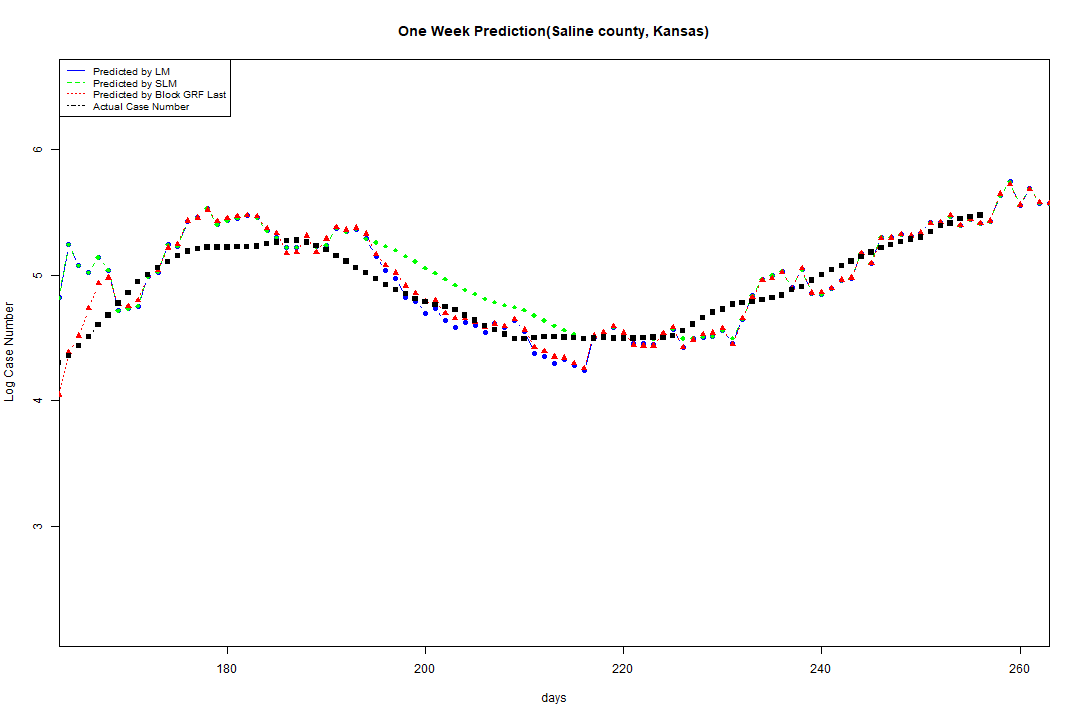 One Week Prediction(Saline county, Kansas)
Predicted by LM
Predicted by SLM
Predicted by Block GRF Last
Actual Case Number
6
5
4
3
Log Case Number
180 200 220 240 260
days